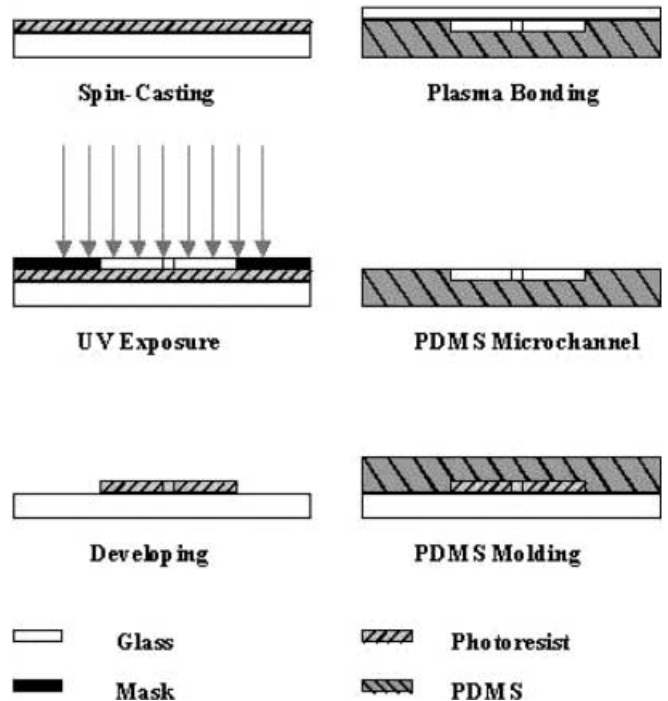 Spin-Casting
Plasma Bonding
UV Exposure
PDMS Microchannel
Developing
PDMS Molding
Glass
Photoresist
Mask
PDMS